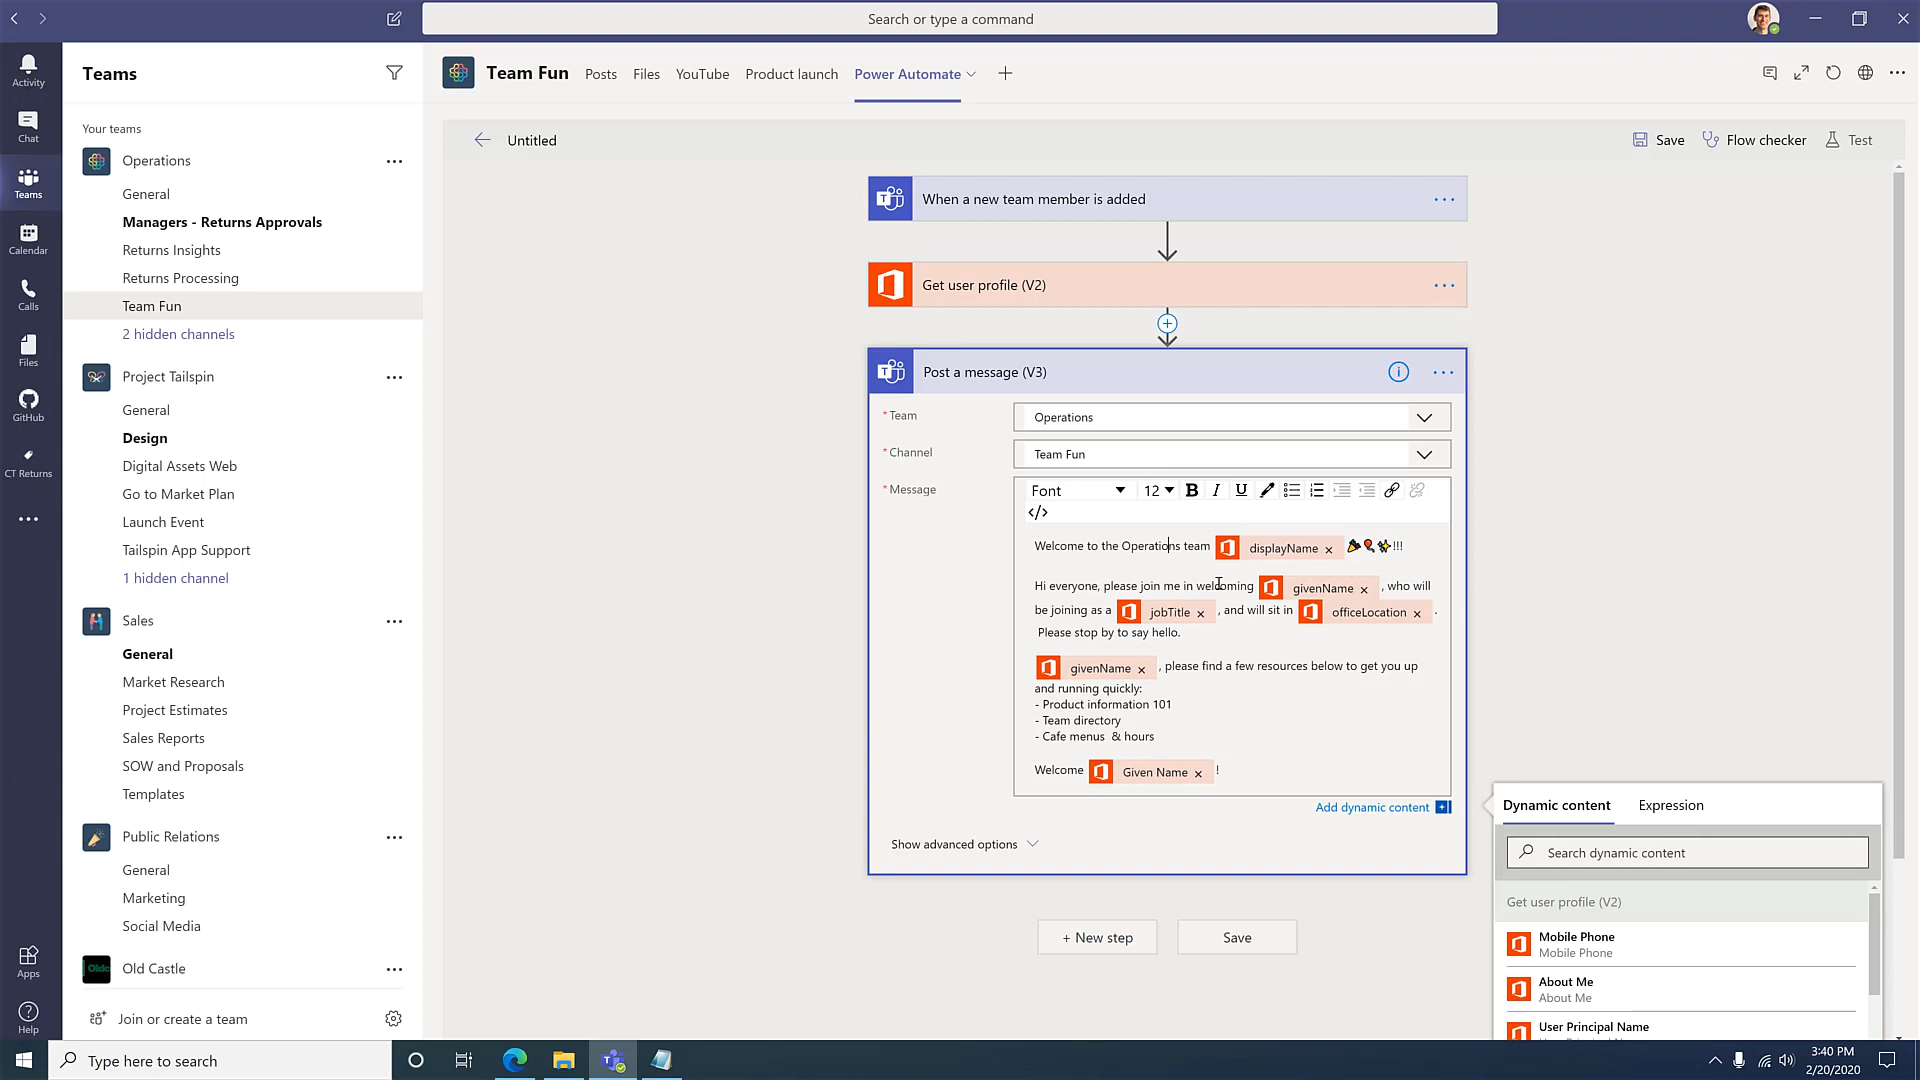 Search or type a command
Activity
Chat
Teams
Calendar
Calls
Files
GitHub
CT Returns
Apps
Help
Teams
Your teams
Operations
General
Managers - Returns Approvals
Returns Insights
Returns Processing
Team Fun
2 hidden channels
Project Tailspin
General
Design
Digital Assets Web
Go to Market Plan
Launch Event
Tailspin App Support
1 hidden channel
Sales
General
Market Research
Project Estimates
Sales Reports
SOW and Proposals
Templates
Public Relations
General
Marketing
Social Media
Old Castle
Join or create a team
Team Fun Posts Files YouTube Product launch Power Automate
Untitled
Save Flow checker Test
When a new team member is added
Get user profile (V2)
Post a message (V3)
* Team Operations
* Channel Team Fun
* Message
Font 12 B I U
</>
Welcome to the Operations team displayName × 🎉🎈✨!!!
Hi everyone, please join me in welcoming givenName × , who will
be joining as a jobTitle × , and will sit in officeLocation × .
Please stop by to say hello.
givenName × , please find a few resources below to get you up
and running quickly:
- Product information 101
- Team directory
- Cafe menus & hours
Welcome Given Name × !
Add dynamic content
Show advanced options
+ New step Save
Dynamic content Expression
Search dynamic content
Get user profile (V2)
Mobile Phone
Mobile Phone
About Me
About Me
User Principal Name
Type here to search
3:40 PM
2/20/2020